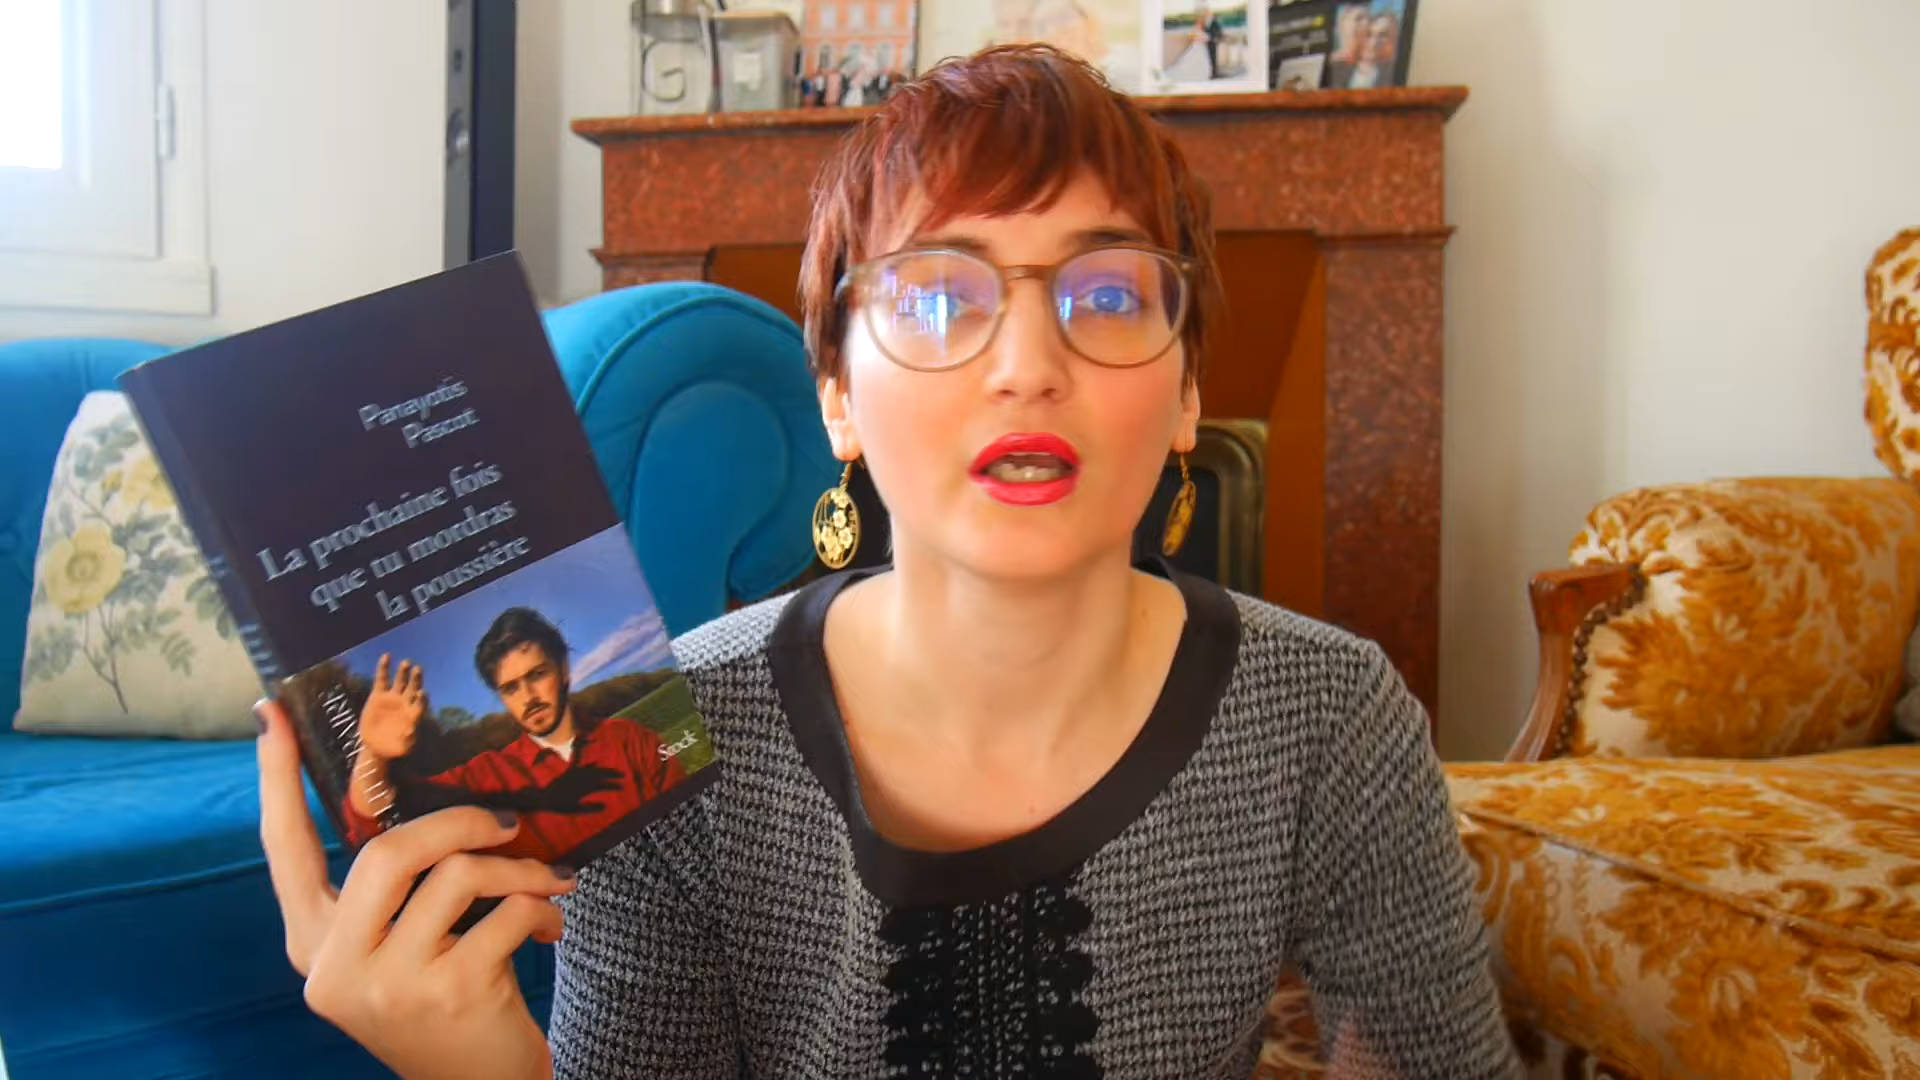 Panayotis
Pascot
La prochaine fois
que tu mordras
la poussière
Stock